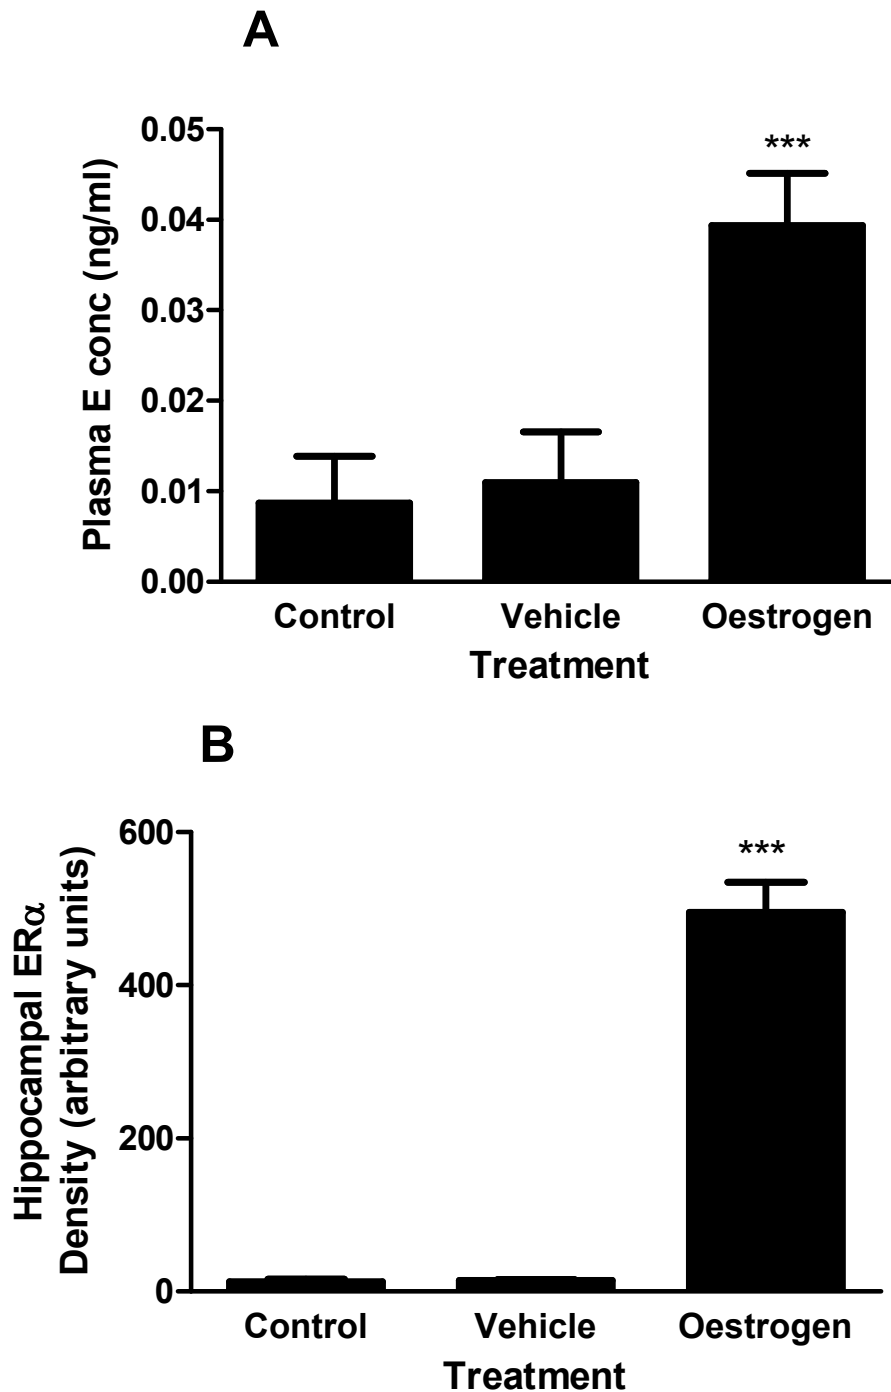 A
Plasma E conc (ng/ml)
0.05
0.04
0.03
0.02
0.01
0.00
***
Control Vehicle Oestrogen
Treatment
B
Hippocampal ERα
Density (arbitrary units)
600
400
200
0
***
Control Vehicle Oestrogen
Treatment